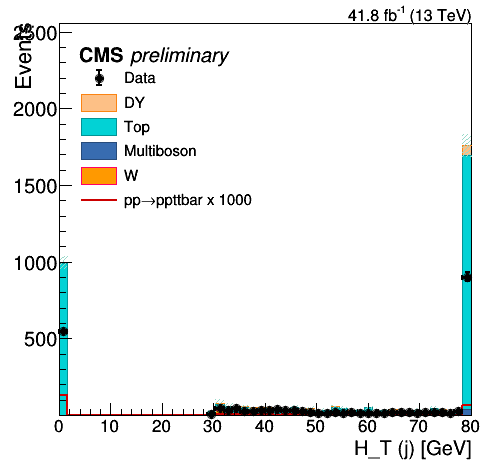 41.8 fb⁻¹ (13 TeV)
Events
CMS preliminary
Data
DY
Top
Multiboson
W
pp→ppttbar x 1000
2500
2000
1500
1000
500
0 10 20 30 40 50 60 70 80
H_T (j) [GeV]